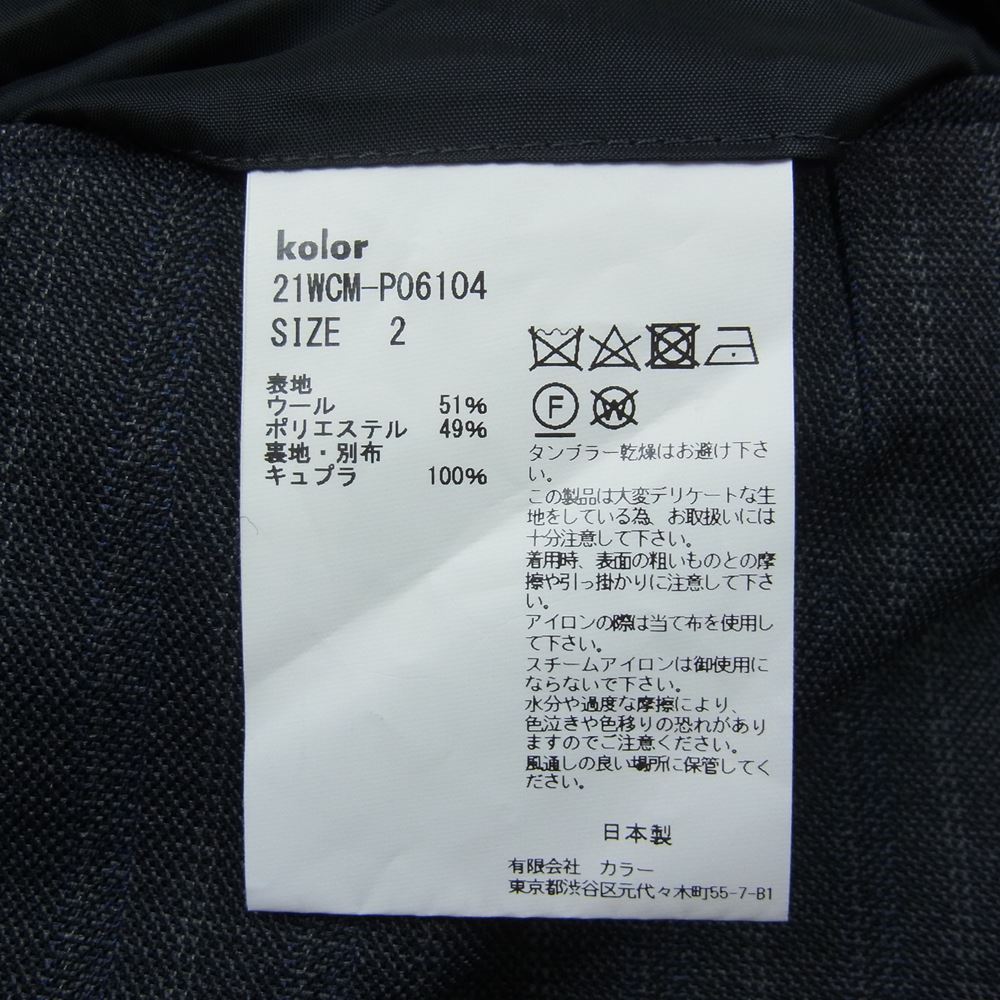 kolor
21WCM-P06104
SIZE 2
表地
ウール 51%
ポリエステル 49%
裏地・別布
キュプラ 100%
F
W
タンブラー乾燥はお避け下さ
い。
この製品は大変デリケートな生
地をしている為、お取扱いには
十分注意して下さい。
着用時、表面の粗いものとの摩
擦や引っ掛かりに注意して下さ
い。
アイロンの際は当て布を使用し
て下さい。
スチームアイロンは御使用に
ならないで下さい。
水分や過度な摩擦により、
色泣きや色移りの恐れがあり
ますのでご注意ください。
風通しの良い場所に保管してく
ださい。
日本製
有限会社 カラー
東京都渋谷区元代々木町55-7-B1